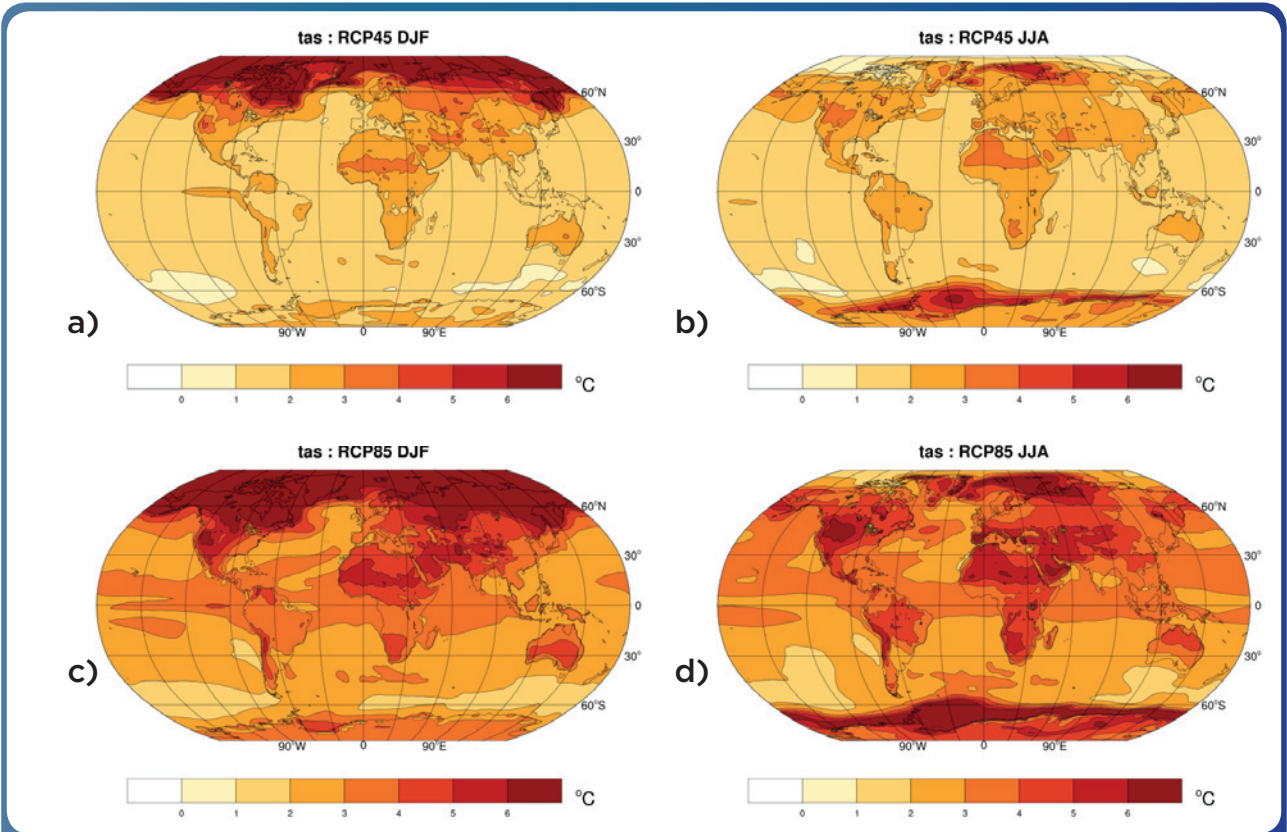 tas : RCP45 DJF
60°N
30°
0
30°
60°S
90°W 0 90°E
a)
0 1 2 3 4 5 6
°C
tas : RCP45 JJA
60°N
30°
0
30°
60°S
90°W 0 90°E
b)
0 1 2 3 4 5 6
°C
tas : RCP85 DJF
60°N
30°
0
30°
60°S
90°W 0 90°E
c)
0 1 2 3 4 5 6
°C
tas : RCP85 JJA
60°N
30°
0
30°
60°S
90°W 0 90°E
d)
0 1 2 3 4 5 6
°C